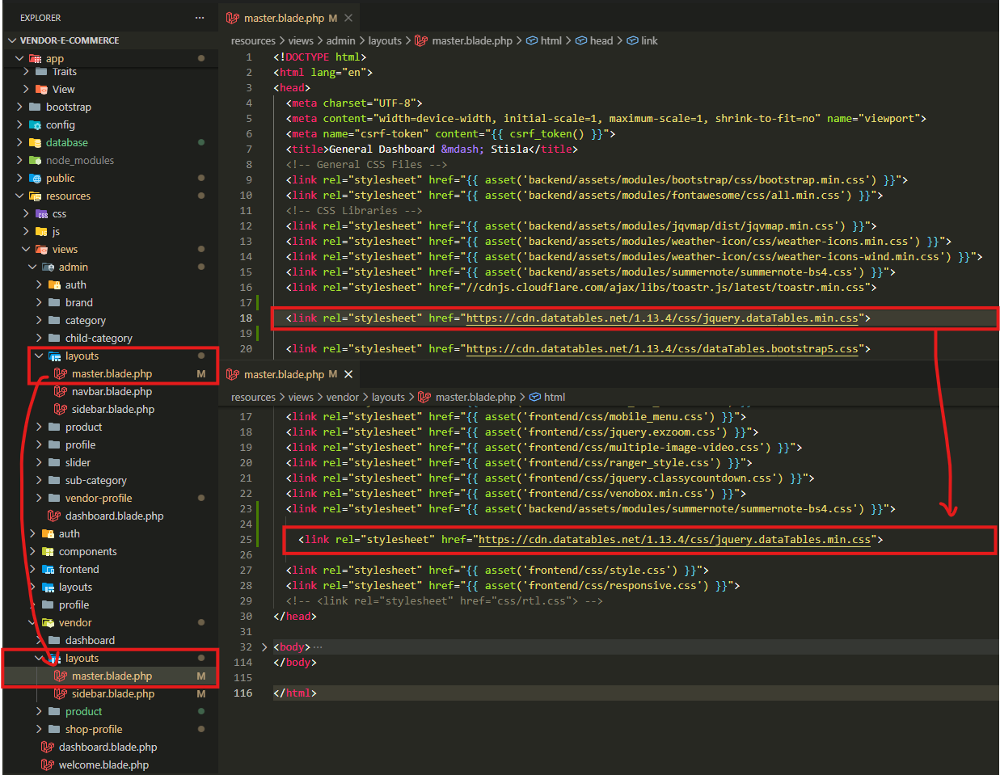 EXPLORER
VENDOR-E-COMMERCE
app
Traits
View
bootstrap
config
database
node_modules
public
resources
css
js
views
admin
auth
brand
category
child-category
layouts
master.blade.php M
navbar.blade.php
sidebar.blade.php
product
profile
slider
sub-category
vendor-profile
dashboard.blade.php
auth
components
frontend
layouts
profile
vendor
dashboard
layouts
master.blade.php M
sidebar.blade.php M
product
shop-profile
dashboard.blade.php
welcome.blade.php
master.blade.php M
resources > views > admin > layouts > master.blade.php > html > head > link
1 <!DOCTYPE html>
2 <html lang="en">
3 <head>
4 <meta charset="UTF-8">
5 <meta content="width=device-width, initial-scale=1, maximum-scale=1, shrink-to-fit=no" name="viewport">
6 <meta name="csrf-token" content="{{ csrf_token() }}">
7 <title>General Dashboard &mdash; Stisla</title>
8 <!-- General CSS Files -->
9 <link rel="stylesheet" href="{{ asset('backend/assets/modules/bootstrap/css/bootstrap.min.css') }}">
10 <link rel="stylesheet" href="{{ asset('backend/assets/modules/fontawesome/css/all.min.css') }}">
11 <!-- CSS Libraries -->
12 <link rel="stylesheet" href="{{ asset('backend/assets/modules/jqvmap/dist/jqvmap.min.css') }}">
13 <link rel="stylesheet" href="{{ asset('backend/assets/modules/weather-icon/css/weather-icons.min.css') }}">
14 <link rel="stylesheet" href="{{ asset('backend/assets/modules/weather-icon/css/weather-icons-wind.min.css') }}">
15 <link rel="stylesheet" href="{{ asset('backend/assets/modules/summernote/summernote-bs4.css') }}">
16 <link rel="stylesheet" href="//cdnjs.cloudflare.com/ajax/libs/toastr.js/latest/toastr.min.css">
17
18 <link rel="stylesheet" href="https://cdn.datatables.net/1.13.4/css/jquery.dataTables.min.css">
19
20 <link rel="stylesheet" href="https://cdn.datatables.net/1.13.4/css/dataTables.bootstrap5.css">
master.blade.php M
resources > views > vendor > layouts > master.blade.php > html
17 <link rel="stylesheet" href="{{ asset('frontend/css/mobile_menu.css') }}">
18 <link rel="stylesheet" href="{{ asset('frontend/css/jquery.exzoom.css') }}">
19 <link rel="stylesheet" href="{{ asset('frontend/css/multiple-image-video.css') }}">
20 <link rel="stylesheet" href="{{ asset('frontend/css/ranger_style.css') }}">
21 <link rel="stylesheet" href="{{ asset('frontend/css/jquery.classycountdown.css') }}">
22 <link rel="stylesheet" href="{{ asset('frontend/css/venobox.min.css') }}">
23 <link rel="stylesheet" href="{{ asset('backend/assets/modules/summernote/summernote-bs4.css') }}">
24
25 <link rel="stylesheet" href="https://cdn.datatables.net/1.13.4/css/jquery.dataTables.min.css">
26
27 <link rel="stylesheet" href="{{ asset('frontend/css/style.css') }}">
28 <link rel="stylesheet" href="{{ asset('frontend/css/responsive.css') }}">
29 <!-- <link rel="stylesheet" href="css/rtl.css"> -->
30 </head>
31
32 <body>
114 </body>
115
116 </html>